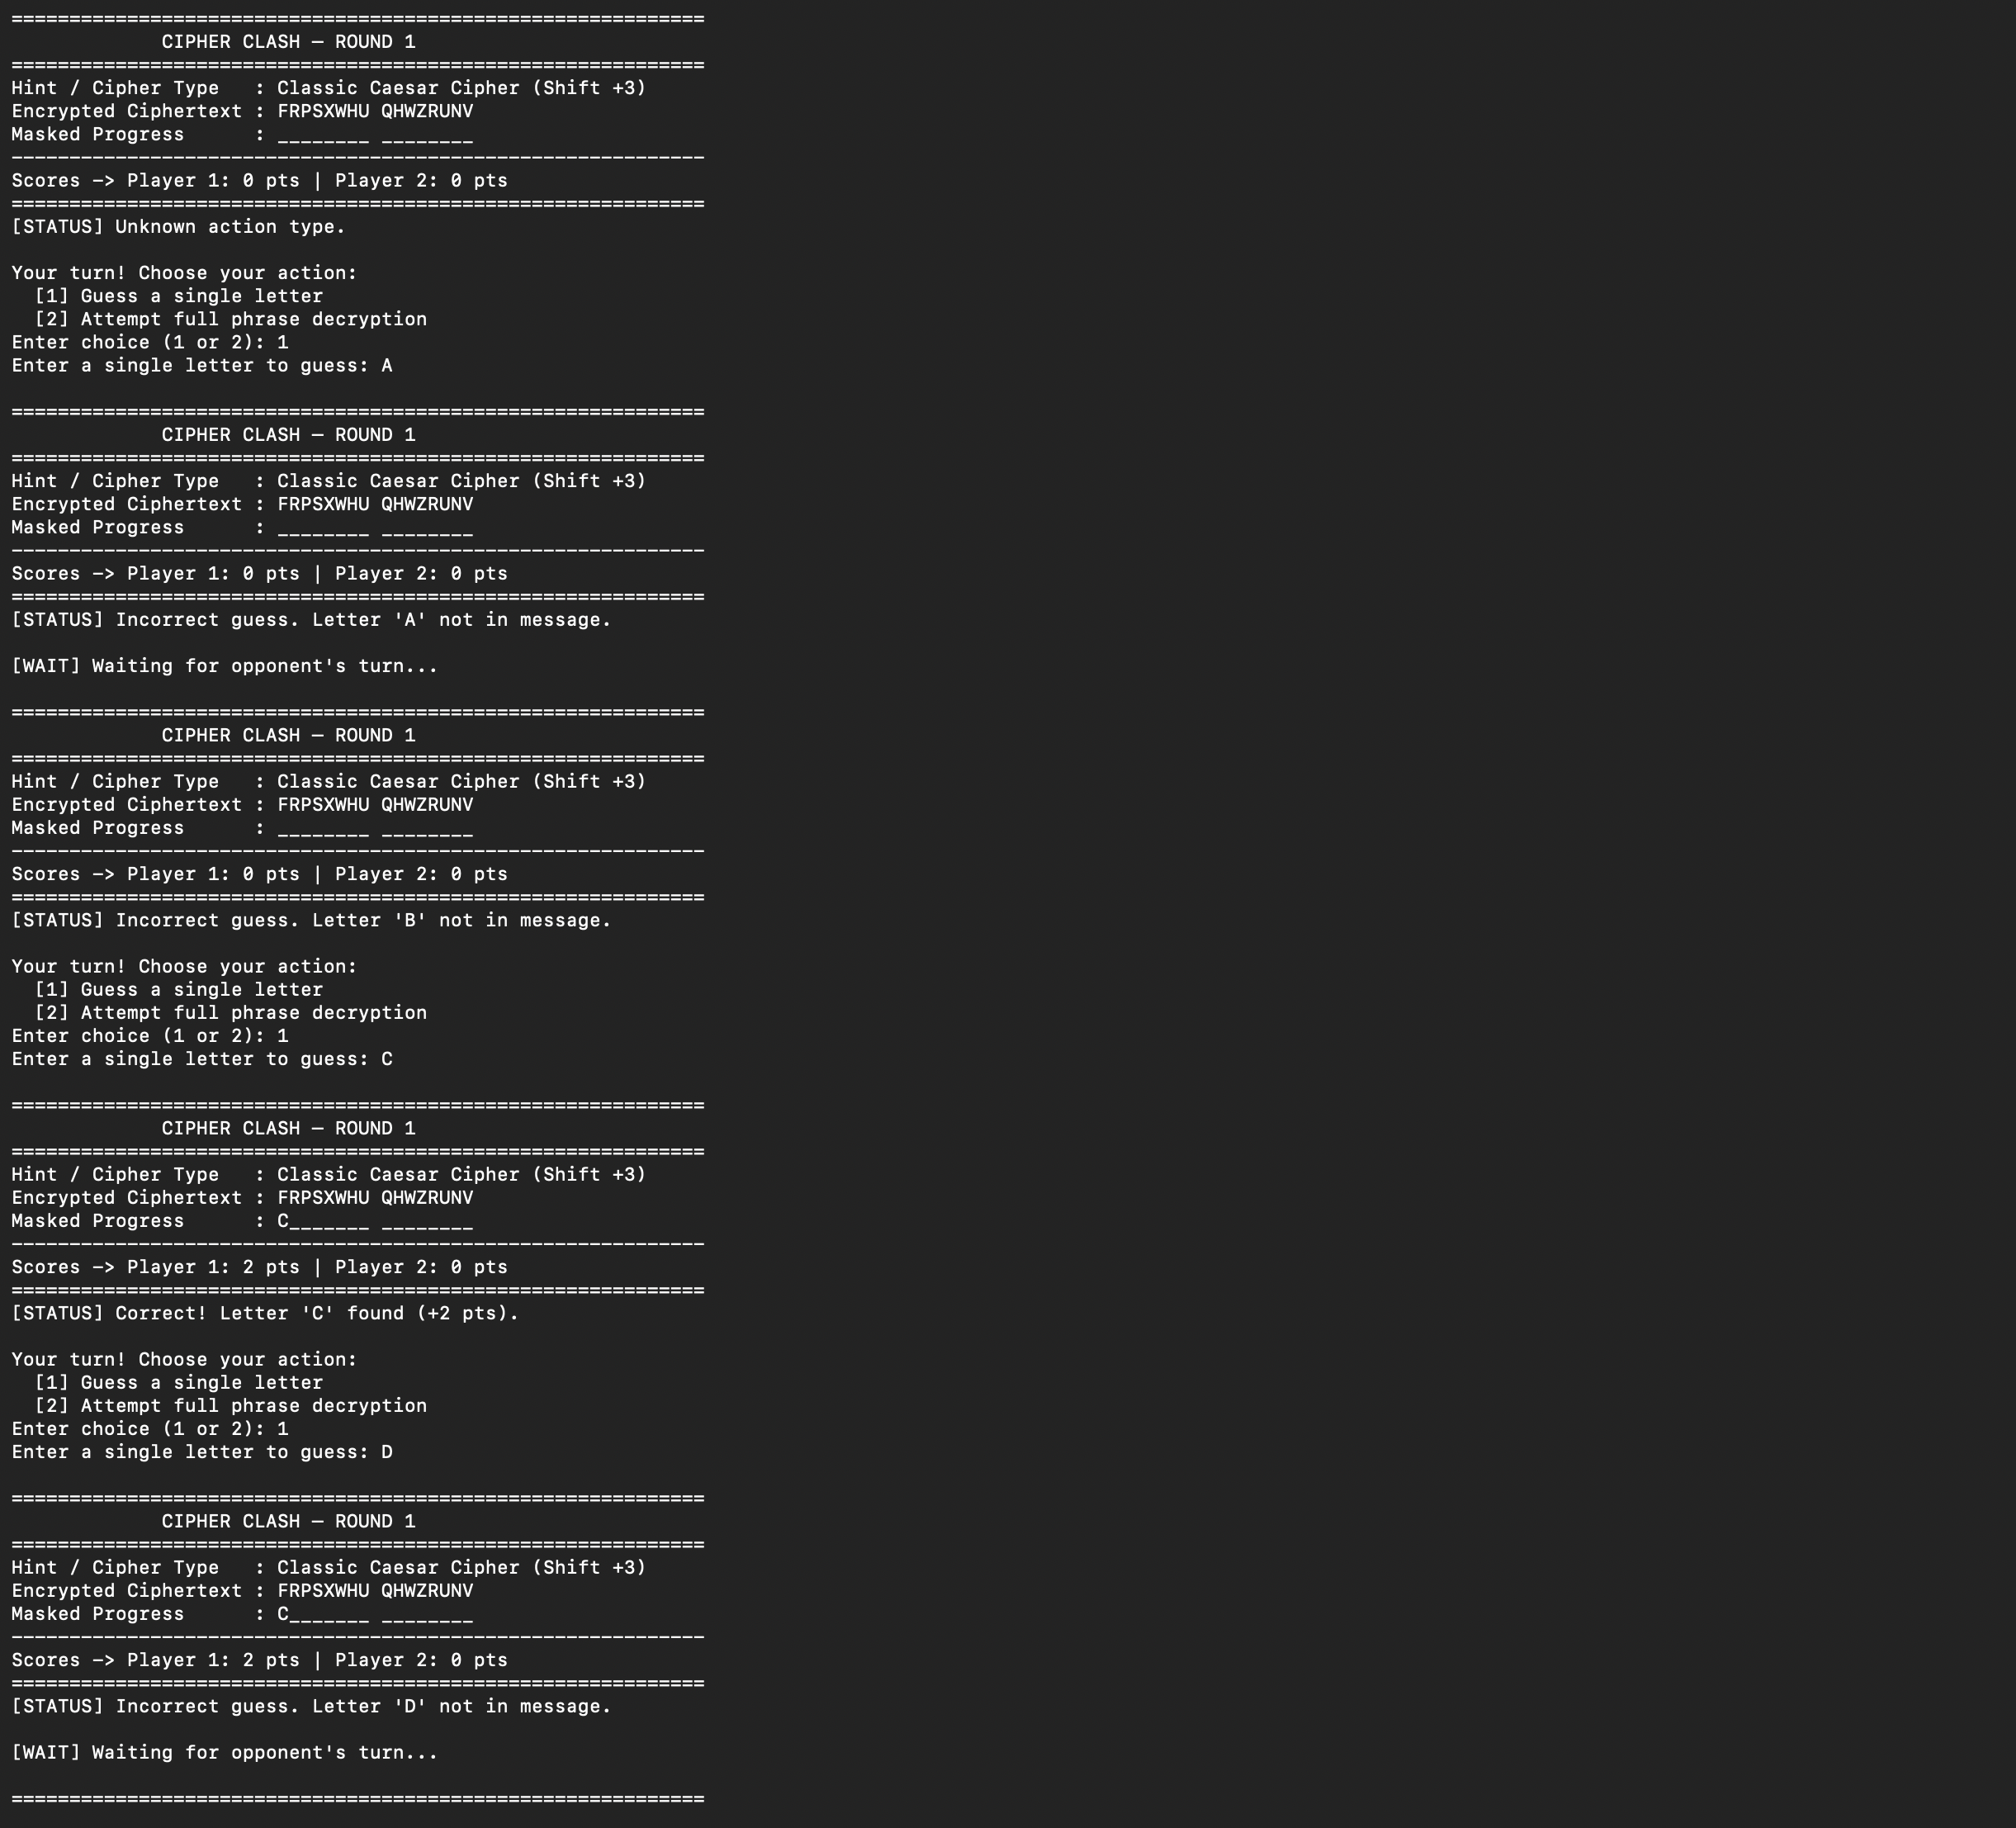 ============================================================
             CIPHER CLASH — ROUND 1
============================================================
Hint / Cipher Type   : Classic Caesar Cipher (Shift +3)
Encrypted Ciphertext : FRPSXWHU QHWZRUNV
Masked Progress      : ________ ________
------------------------------------------------------------
Scores -> Player 1: 0 pts | Player 2: 0 pts
============================================================
[STATUS] Unknown action type.

Your turn! Choose your action:
  [1] Guess a single letter
  [2] Attempt full phrase decryption
Enter choice (1 or 2): 1
Enter a single letter to guess: A

============================================================
             CIPHER CLASH — ROUND 1
============================================================
Hint / Cipher Type   : Classic Caesar Cipher (Shift +3)
Encrypted Ciphertext : FRPSXWHU QHWZRUNV
Masked Progress      : ________ ________
------------------------------------------------------------
Scores -> Player 1: 0 pts | Player 2: 0 pts
============================================================
[STATUS] Incorrect guess. Letter 'A' not in message.

[WAIT] Waiting for opponent's turn...

============================================================
             CIPHER CLASH — ROUND 1
============================================================
Hint / Cipher Type   : Classic Caesar Cipher (Shift +3)
Encrypted Ciphertext : FRPSXWHU QHWZRUNV
Masked Progress      : ________ ________
------------------------------------------------------------
Scores -> Player 1: 0 pts | Player 2: 0 pts
============================================================
[STATUS] Incorrect guess. Letter 'B' not in message.

Your turn! Choose your action:
  [1] Guess a single letter
  [2] Attempt full phrase decryption
Enter choice (1 or 2): 1
Enter a single letter to guess: C

============================================================
             CIPHER CLASH — ROUND 1
============================================================
Hint / Cipher Type   : Classic Caesar Cipher (Shift +3)
Encrypted Ciphertext : FRPSXWHU QHWZRUNV
Masked Progress      : C_______ ________
------------------------------------------------------------
Scores -> Player 1: 2 pts | Player 2: 0 pts
============================================================
[STATUS] Correct! Letter 'C' found (+2 pts).

Your turn! Choose your action:
  [1] Guess a single letter
  [2] Attempt full phrase decryption
Enter choice (1 or 2): 1
Enter a single letter to guess: D

============================================================
             CIPHER CLASH — ROUND 1
============================================================
Hint / Cipher Type   : Classic Caesar Cipher (Shift +3)
Encrypted Ciphertext : FRPSXWHU QHWZRUNV
Masked Progress      : C_______ ________
------------------------------------------------------------
Scores -> Player 1: 2 pts | Player 2: 0 pts
============================================================
[STATUS] Incorrect guess. Letter 'D' not in message.

[WAIT] Waiting for opponent's turn...

============================================================